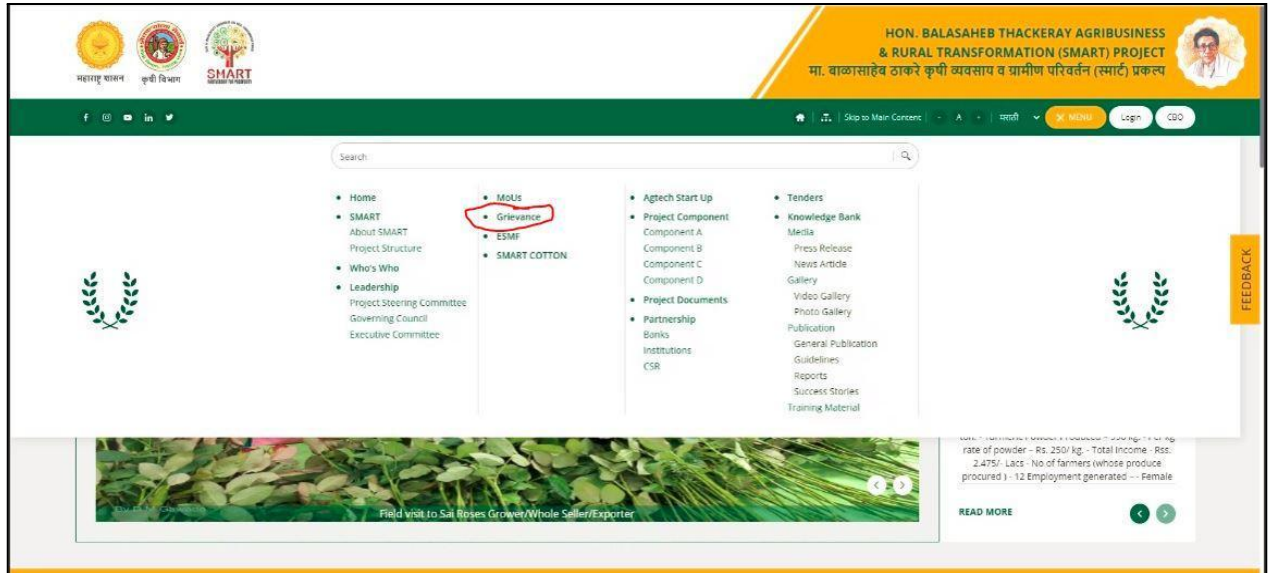 महाराष्ट्र शासन
कृषी विभाग
SMART
HON. BALASAHEB THACKERAY AGRIBUSINESS
& RURAL TRANSFORMATION (SMART) PROJECT
मा. बाळासाहेब ठाकरे कृषी व्यवसाय व ग्रामीण परिवर्तन (स्मार्ट) प्रकल्प
Skip to Main Content
- A +
मराठी
MENU
Login
CBO
Search
Home
SMART
About SMART
Project Structure
Who's Who
Leadership
Project Steering Committee
Governing Council
Executive Committee
MoUs
Grievance
ESMF
SMART COTTON
Agtech Start Up
Project Component
Component A
Component B
Component C
Component D
Project Documents
Partnership
Banks
Institutions
CSR
Tenders
Knowledge Bank
Media
Press Release
News Article
Gallery
Video Gallery
Photo Gallery
Publication
General Publication
Guidelines
Reports
Success Stories
Training Material
FEEDBACK
Field visit to Sai Roses Grower/Whole Seller/Exporter
rate of powder – Rs. 250/ kg. - Total Income - Rss.
2.475/- Lacs - No of farmers (whose produce
procured ) - 12 Employment generated – - Female
READ MORE